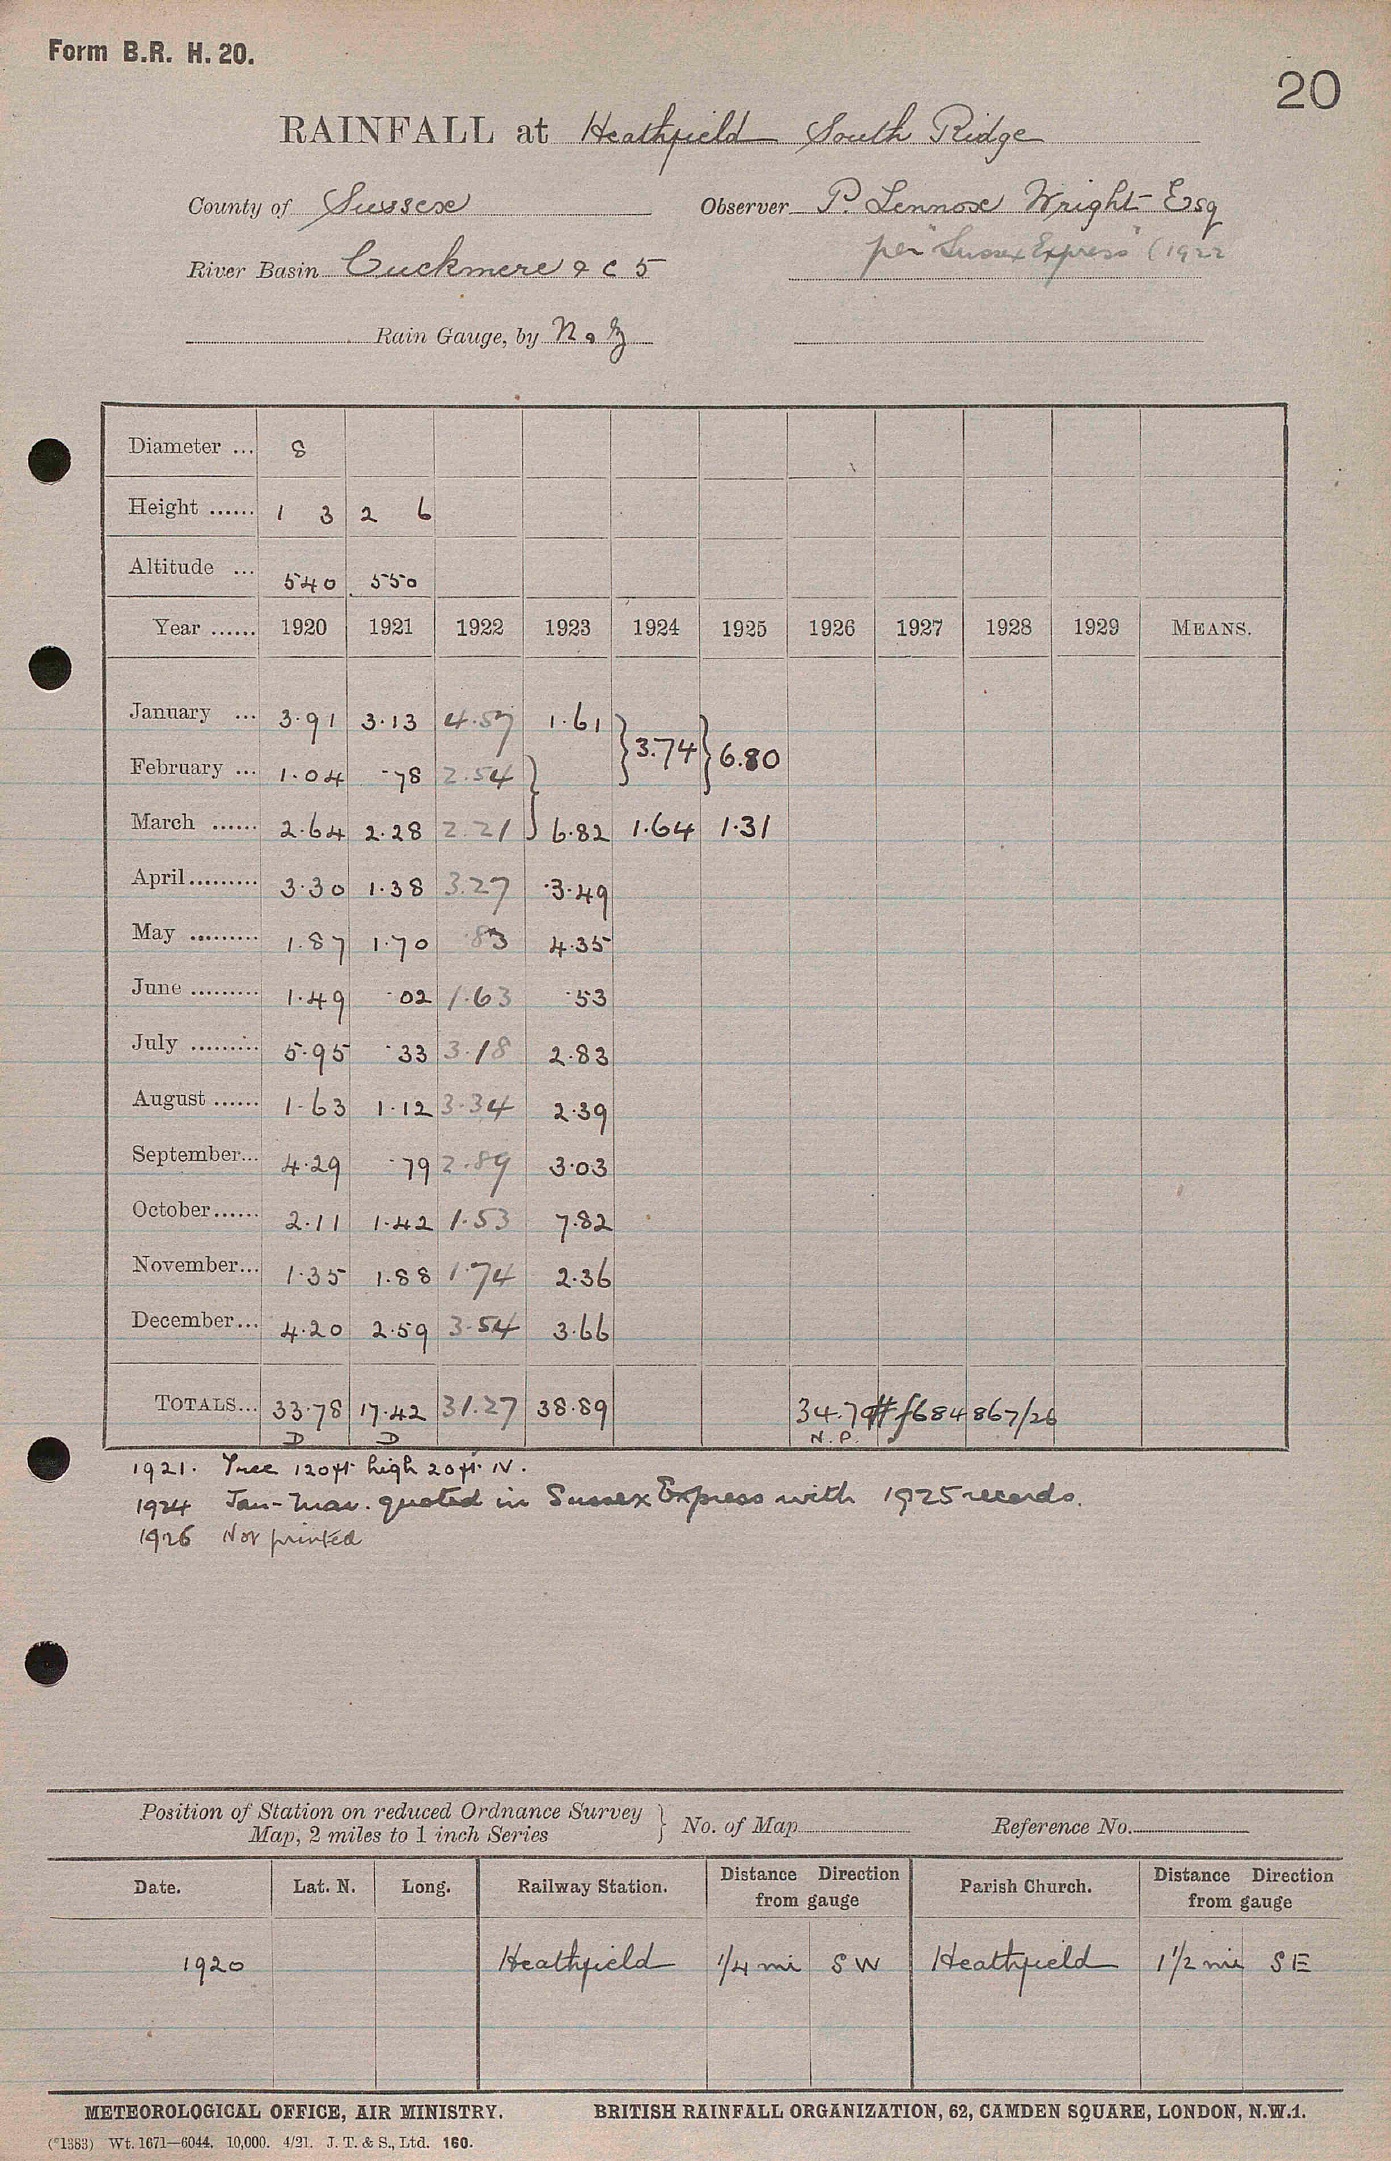 Form B.R. H. 20.
20
RAINFALL at Heathfield South Ridge
County of Sussex Observer P. Lennox Wright Esq
per "Sussex Express" (1922
River Basin Cuckmere & C 5
Rain Gauge, by N & Z
Diameter ... 8
Height ...... 1 3 2 6
Altitude ... 540 550
Year ...... 1920 1921 1922 1923 1924 1925 1926 1927 1928 1929 MEANS.
January ... 3.91 3.13 4.57 1.61 } 3.74 } 6.80
February ... 1.04 .78 2.54 }
March ...... 2.64 2.28 2.21 6.82 1.64 1.31
April ......... 3.30 1.38 3.27 3.49
May ......... 1.87 1.70 .83 4.35
June ......... 1.49 .02 1.63 .53
July ......... 5.95 .33 3.18 2.83
August ...... 1.63 1.12 3.34 2.39
September... 4.29 .79 2.89 3.03
October...... 2.11 1.42 1.53 7.82
November... 1.35 1.88 1.74 2.36
December... 4.20 2.59 3.54 3.66
TOTALS... 33.78 17.42 31.27 38.89 34.79 # f684867/26
D D N.P.
1921. Tree 120ft high 20ft IV.
1924 Jan-Mar. quoted in Sussex Express with 1925 records.
1926 Not printed
Position of Station on reduced Ordnance Survey
Map, 2 miles to 1 inch Series } No. of Map Reference No.
Date. Lat. N. Long. Railway Station. Distance Direction from gauge Parish Church. Distance Direction from gauge
1920 Heathfield 1/4 mi SW Heathfield 1 1/2 mi SE
METEOROLOGICAL OFFICE, AIR MINISTRY. BRITISH RAINFALL ORGANIZATION, 62, CAMDEN SQUARE, LONDON, N.W.1.
(*1383) Wt. 1671—6044. 10,000. 4/21. J. T. & S., Ltd. 160.